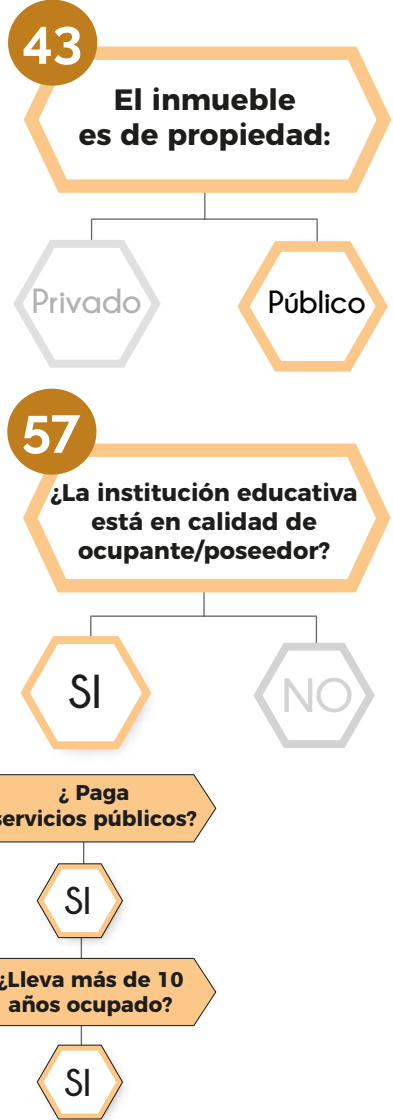 43
El inmueble
es de propiedad:
Privado
Público
57
¿La institución educativa
está en calidad de
ocupante/poseedor?
SI
NO
¿ Paga
servicios públicos?
SI
¿Lleva más de 10
años ocupado?
SI